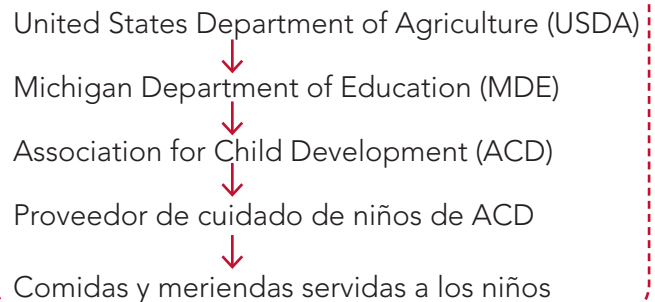 United States Department of Agriculture (USDA)
Michigan Department of Education (MDE)
Association for Child Development (ACD)
Proveedor de cuidado de niños de ACD
Comidas y meriendas servidas a los niños